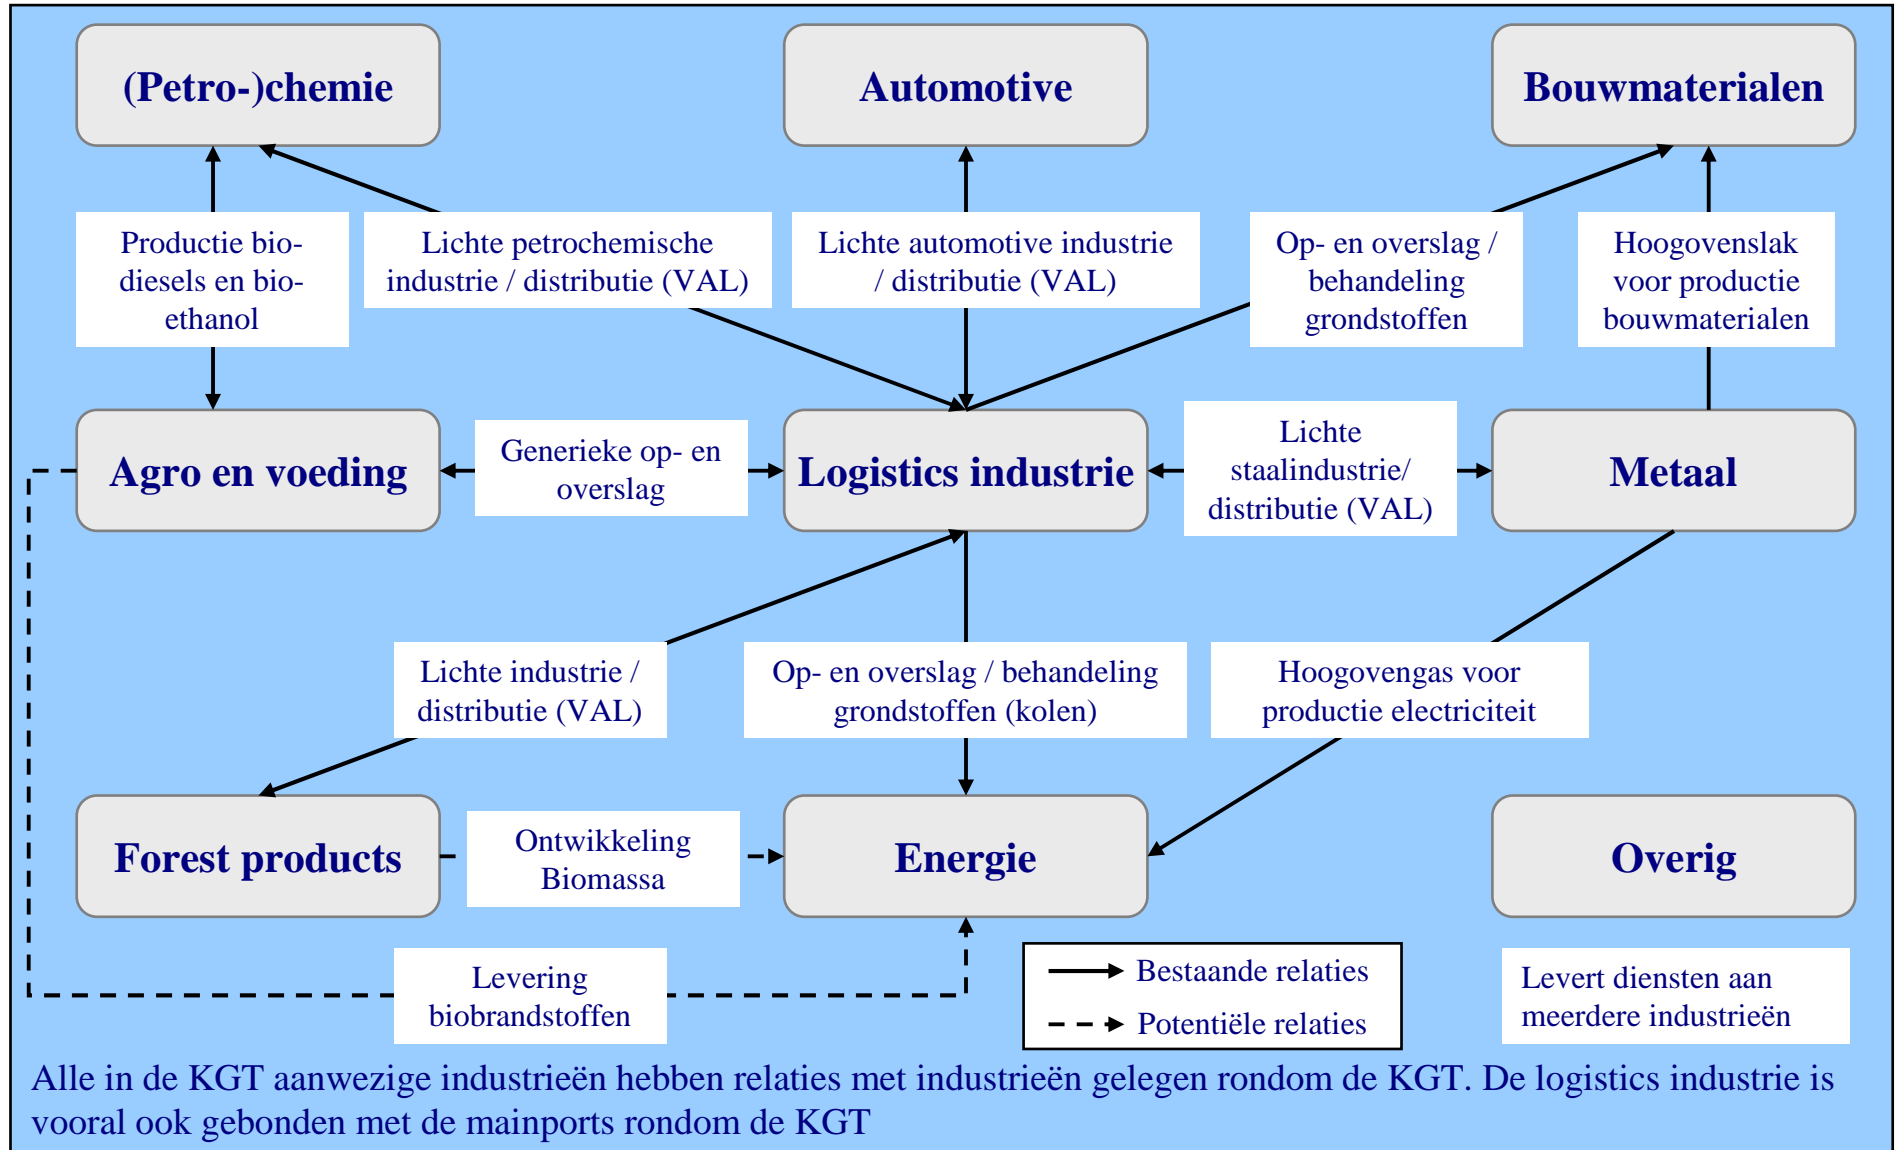 (Petro-)chemie
Automotive
Bouwmaterialen
Productie bio-
diesels en bio-
ethanol
Lichte petrochemische
industrie / distributie (VAL)
Lichte automotive industrie
/ distributie (VAL)
Op- en overslag /
behandeling
grondstoffen
Hoogovenslak
voor productie
bouwmaterialen
Agro en voeding
Generieke op- en
overslag
Logistics industrie
Lichte
staalindustrie/
distributie (VAL)
Metaal
Lichte industrie /
distributie (VAL)
Op- en overslag / behandeling
grondstoffen (kolen)
Hoogovengas voor
productie electriciteit
Forest products
Ontwikkeling
Biomassa
Energie
Overig
Levering
biobrandstoffen
Bestaande relaties
Potentiële relaties
Levert diensten aan
meerdere industrieën
Alle in de KGT aanwezige industrieën hebben relaties met industrieën gelegen rondom de KGT. De logistics industrie is
vooral ook gebonden met de mainports rondom de KGT